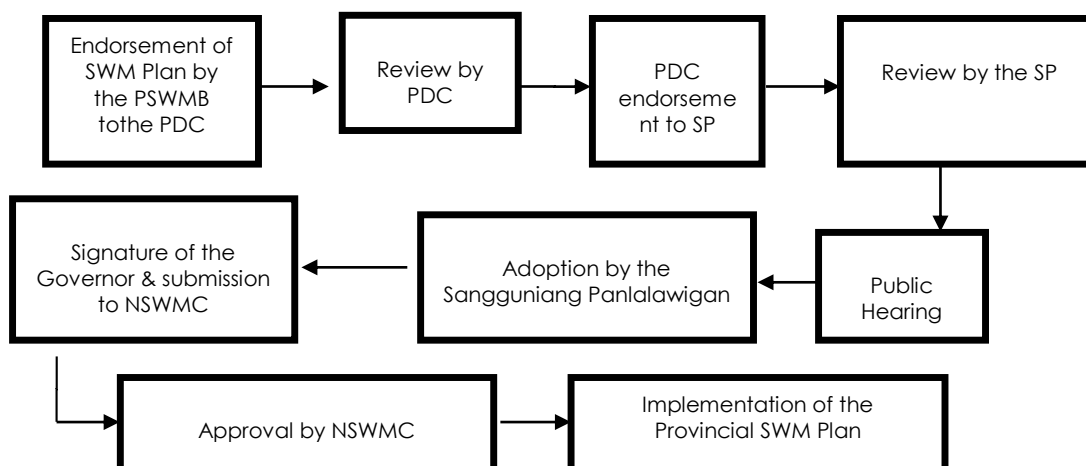 Endorsement of
SWM Plan by
the PSWMB
tothe PDC
Review by
PDC
PDC
endorseme
nt to SP
Review by the SP
Public
Hearing
Adoption by the
Sangguniang Panlalawigan
Signature of the
Governor & submission
to NSWMC
Approval by NSWMC
Implementation of the
Provincial SWM Plan